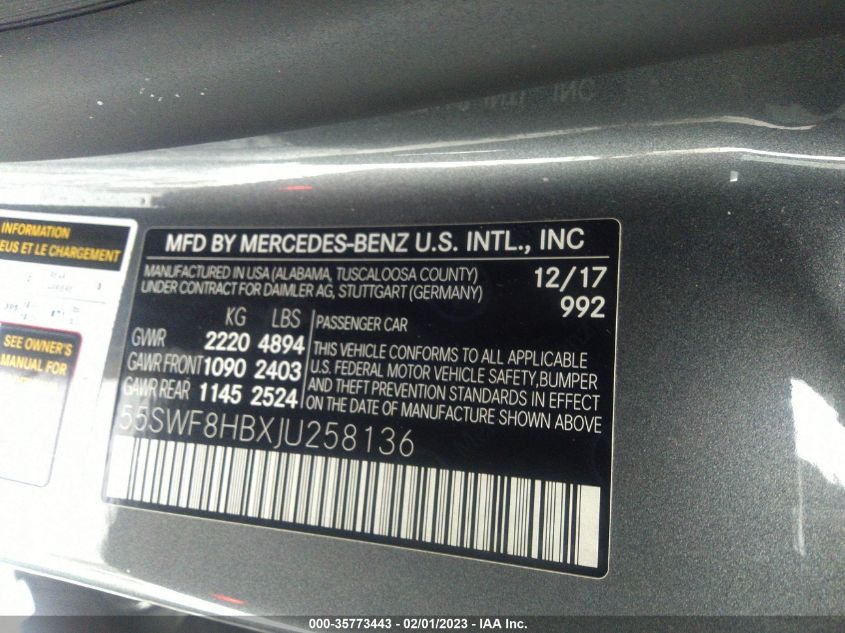 INFORMATION
EUS ET LE CHARGEMENT
SEE OWNER'S
MANUAL FOR
MFD BY MERCEDES-BENZ U.S. INTL., INC
MANUFACTURED IN USA (ALABAMA, TUSCALOOSA COUNTY)
UNDER CONTRACT FOR DAIMLER AG, STUTTGART (GERMANY)
12/17
992
KG LBS
GVWR 2220 4894
GAWR FRONT 1090 2403
GAWR REAR 1145 2524
PASSENGER CAR
THIS VEHICLE CONFORMS TO ALL APPLICABLE
U.S. FEDERAL MOTOR VEHICLE SAFETY, BUMPER
AND THEFT PREVENTION STANDARDS IN EFFECT
ON THE DATE OF MANUFACTURE SHOWN ABOVE
55SWF8HBXJU258136
000-35773443 - 02/01/2023 - IAA Inc.